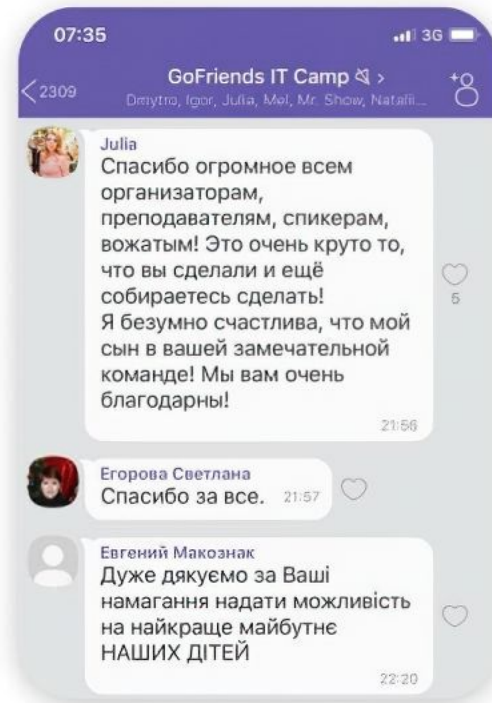 07:35
3G
2309
GoFriends IT Camp
Dmytro, Igor, Julia, Mel, Mr. Show, Natalii...
Julia
Спасибо огромное всем
организаторам,
преподавателям, спикерам,
вожатым! Это очень круто то,
что вы сделали и ещё
собираетесь сделать!
Я безумно счастлива, что мой
сын в вашей замечательной
команде! Мы вам очень
благодарны!
5
21:56
Егорова Светлана
Спасибо за все. 21:57
Евгений Макознак
Дуже дякуємо за Ваші
намагання надати можливість
на найкраще майбутнє
НАШИХ ДІТЕЙ
22:20